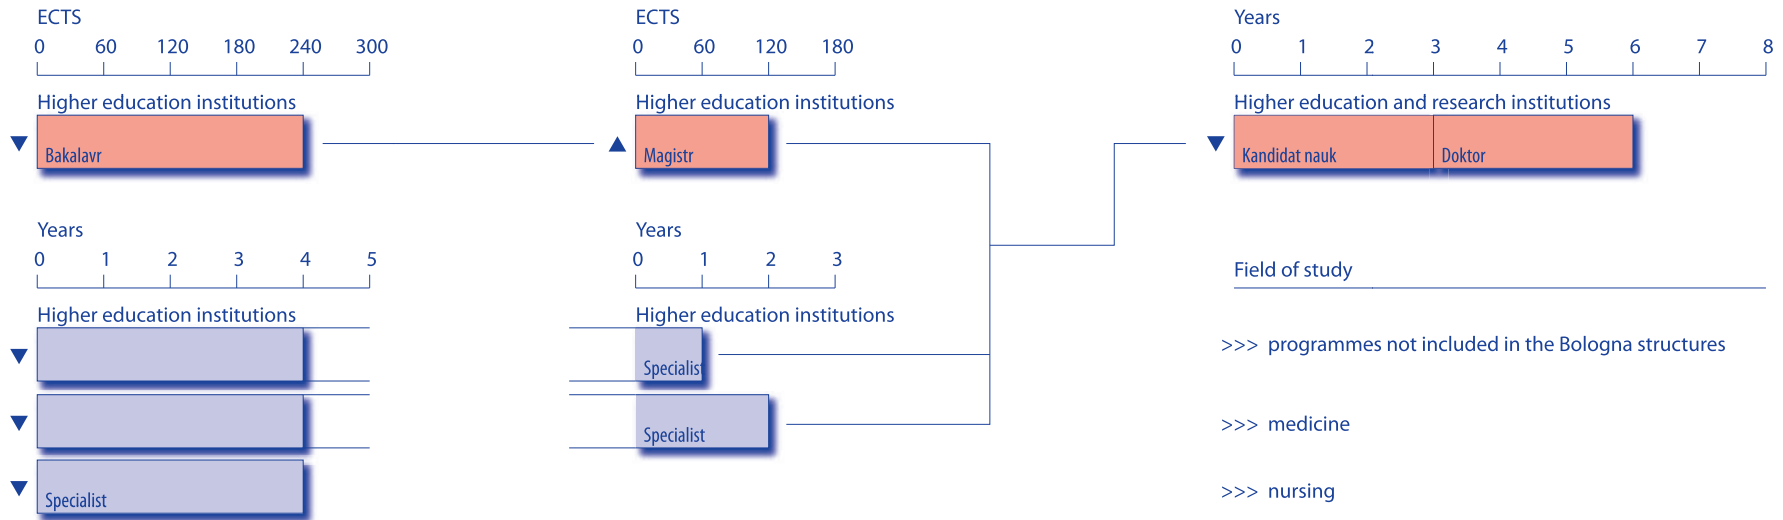 ECTS
0 60 120 180 240 300
Higher education institutions
Bakalavr
ECTS
0 60 120 180
Higher education institutions
Magistr
Years
0 1 2 3 4 5 6 7 8
Higher education and research institutions
Kandidat nauk Doktor
Years
0 1 2 3 4 5
Higher education institutions
Specialist
Years
0 1 2 3
Higher education institutions
Specialist
Specialist
Field of study
>>> programmes not included in the Bologna structures
>>> medicine
>>> nursing